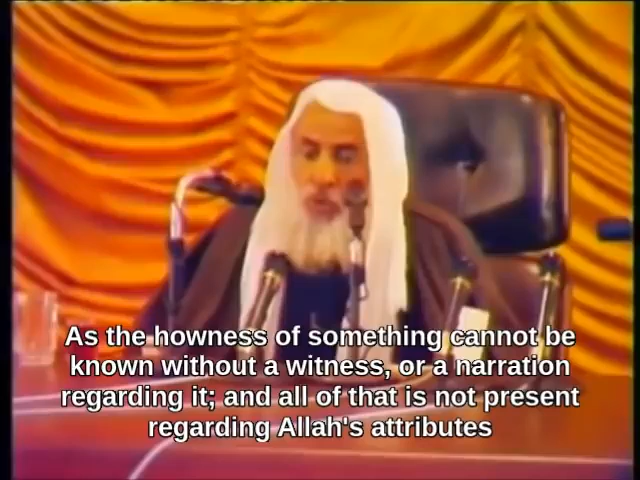 As the howness of something cannot be
known without a witness, or a narration
regarding it; and all of that is not present
regarding Allah's attributes